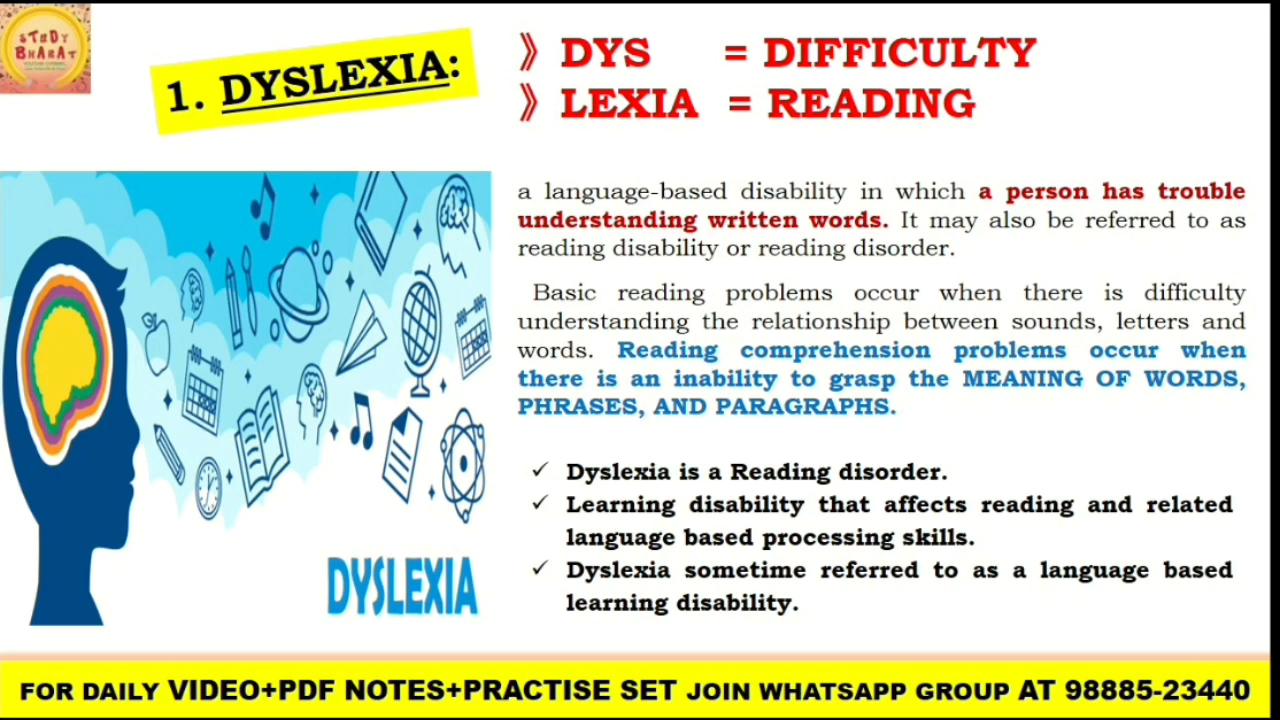 STUDY
BHARAT
1. DYSLEXIA:
》 DYS = DIFFICULTY
》 LEXIA = READING
a language-based disability in which a person has trouble
understanding written words. It may also be referred to as
reading disability or reading disorder.
Basic reading problems occur when there is difficulty
understanding the relationship between sounds, letters and
words. Reading comprehension problems occur when
there is an inability to grasp the MEANING OF WORDS,
PHRASES, AND PARAGRAPHS.
DYSLEXIA
✓ Dyslexia is a Reading disorder.
✓ Learning disability that affects reading and related
language based processing skills.
✓ Dyslexia sometime referred to as a language based
learning disability.
FOR DAILY VIDEO+PDF NOTES+PRACTISE SET JOIN WHATSAPP GROUP AT 98885-23440